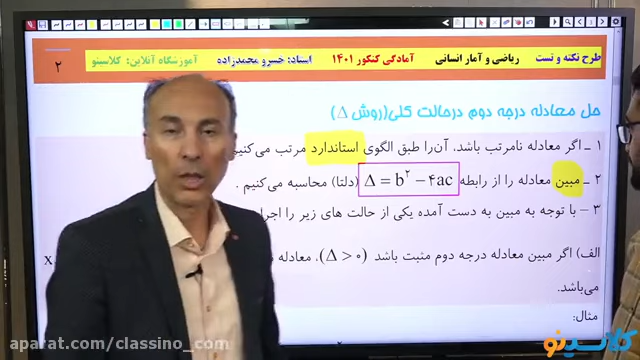 طرح نکته و تست ریاضی و آمار انسانی آمادگی کنکور ۱۴۰۱ استاد: خسرو محمدزاده آموزشگاه آنلاین: کلاسینو ۲
حل معادله درجه دوم درحالت کلی(روش Δ)
۱ ـ اگر معادله نامرتب باشد، آن‌را طبق الگوی استاندارد مرتب می‌کنیم
۲ ـ مبین معادله را از رابطه Δ = b² − ۴ac (دلتا) محاسبه می‌کنیم .
۳ – با توجه به مبین به دست آمده یکی از حالت های زیر را
الف) اگر مبین معادله درجه دوم مثبت باشد (Δ > ۰)، معادله x
می‌باشد.
مثال:
aparat.com/classino_com
کلاسینو